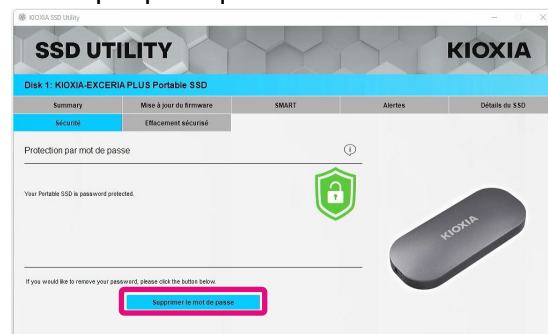 KIOXIA SSD Utility
SSD UTILITY
KIOXIA
Disk 1: KIOXIA-EXCERIA PLUS Portable SSD
Summary Mise à jour du firmware SMART Alertes Détails du SSD
Sécurité Effacement sécurisé
Protection par mot de passe
Your Portable SSD is password protected.
KIOXIA
If you would like to remove your password, please click the button below.
Supprimer le mot de passe